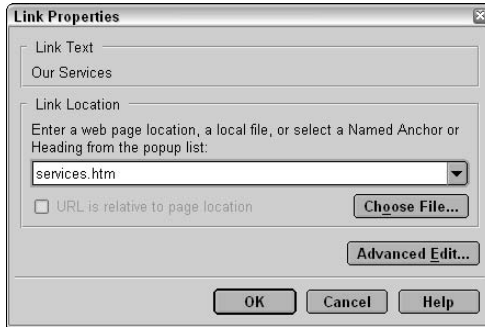 Link Properties
Link Text
Our Services
Link Location
Enter a web page location, a local file, or select a Named Anchor or
Heading from the popup list:
services.htm
URL is relative to page location
Choose File...
Advanced Edit...
OK Cancel Help